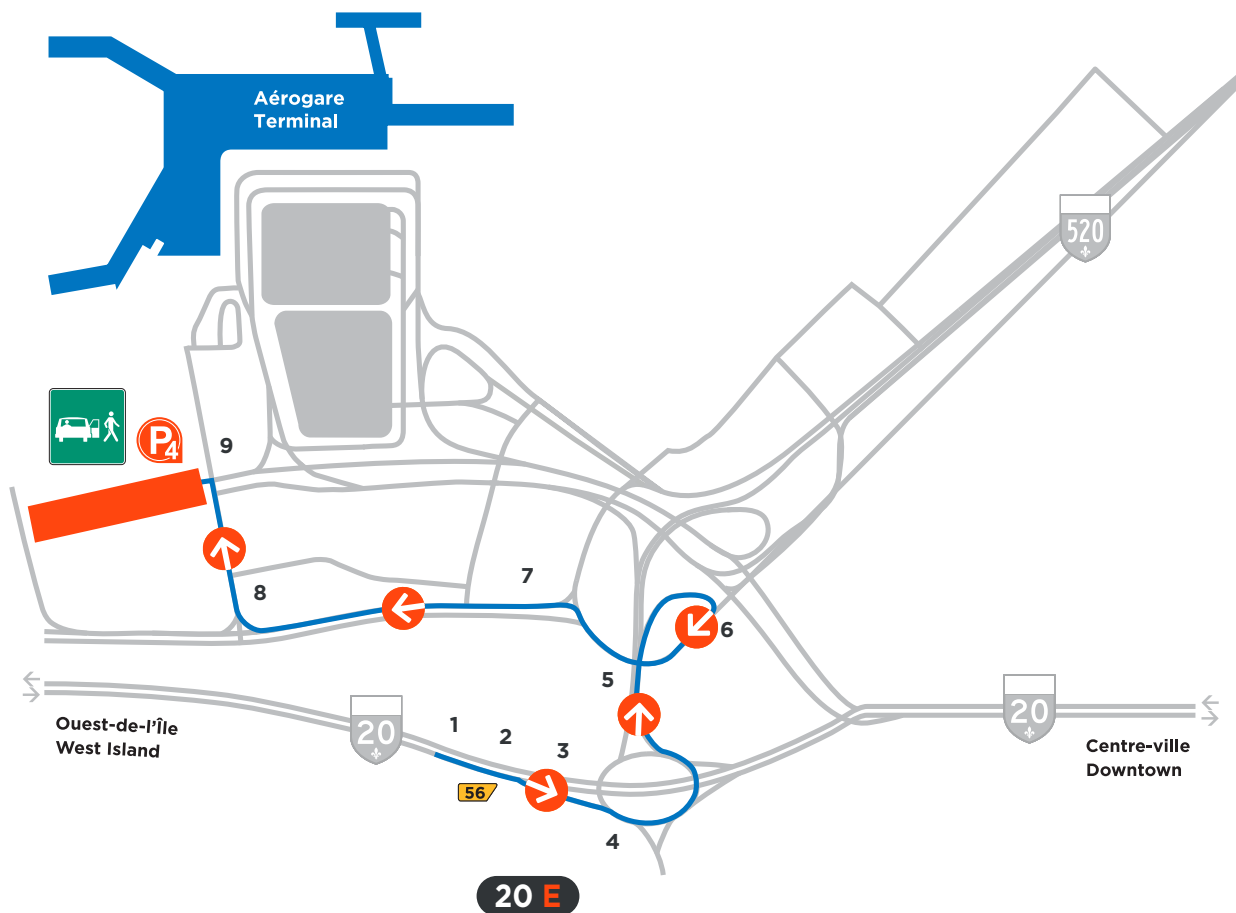 Aérogare
Terminal
520
P4
9
8
7
6
5
Ouest-de-l'Île
West Island
20
1
2
3
56
4
20
Centre-ville
Downtown
20 E